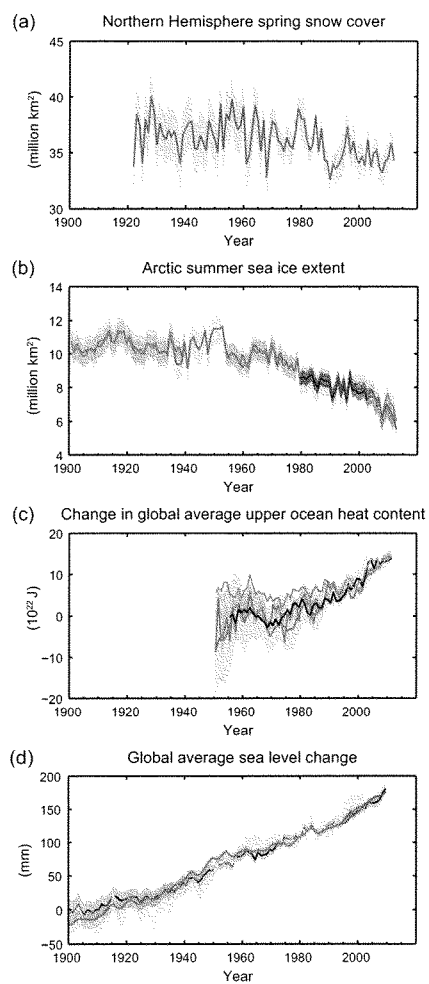 (a) Northern Hemisphere spring snow cover
45
40
35
30
(million km²)
1900 1920 1940 1960 1980 2000
Year
(b) Arctic summer sea ice extent
14
12
10
8
6
4
(million km²)
1900 1920 1940 1960 1980 2000
Year
(c) Change in global average upper ocean heat content
20
10
0
−10
−20
(10²² J)
1900 1920 1940 1960 1980 2000
Year
(d) Global average sea level change
200
150
100
50
0
−50
(mm)
1900 1920 1940 1960 1980 2000
Year